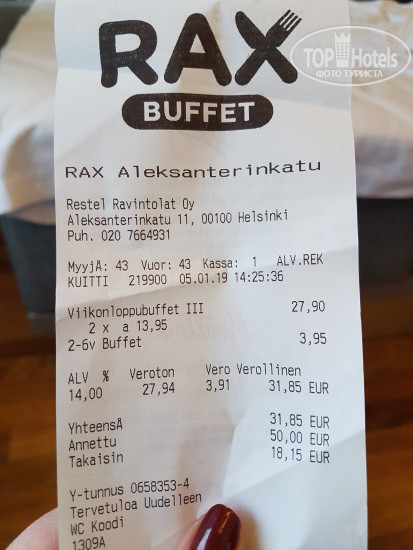 RAX
BUFFET
TOP Hotels
ФОТО ТУРИСТА
RAX Aleksanterinkatu
Restel Ravintolat Oy
Aleksanterinkatu 11, 00100 Helsinki
Puh. 020 7664931
MyyjÄ: 43 Vuor: 43 Kassa: 1 ALV.REK
KUITTI 219900 05.01.19 14:25:36
Viikonloppubuffet III 27,90
2 x a 13,95
2-6v Buffet 3,95
ALV % Veroton Vero Verollinen
14,00 27,94 3,91 31,85 EUR
YhteensÄ 31,85 EUR
Annettu 50,00 EUR
Takaisin 18,15 EUR
Y-tunnus 0658353-4
Tervetuloa Uudelleen
WC Koodi
1309A